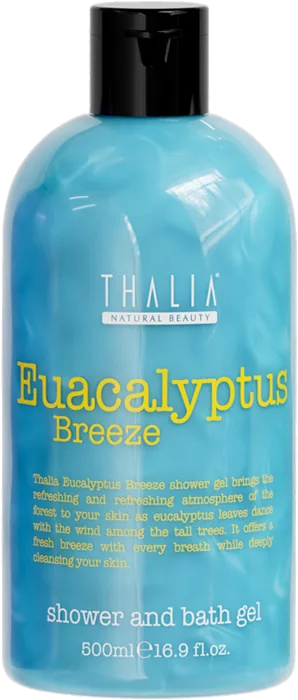 THALIA®
NATURAL BEAUTY
Euacalyptus
Breeze
Thalia Eucalyptus Breeze shower gel brings the
refreshing and refreshing atmosphere of the
forest to your skin as eucalyptus leaves dance
with the wind among the tall trees. It offers a
fresh breeze with every breath while deeply
cleansing your skin.
shower and bath gel
500ml℮16.9 fl.oz.